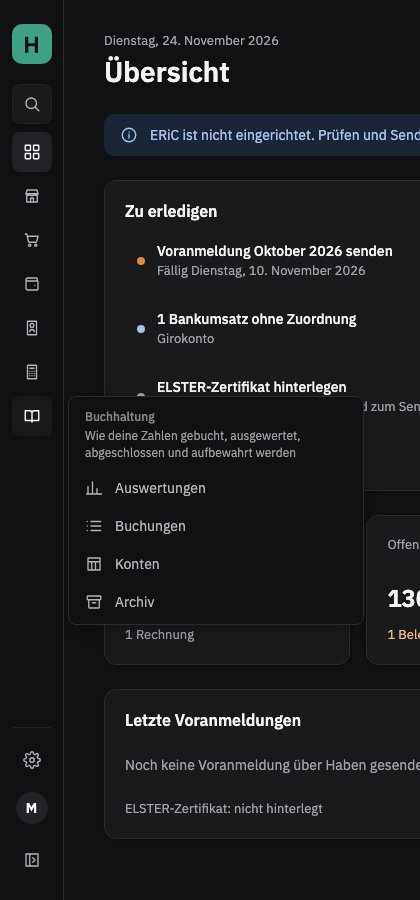 H
Dienstag, 24. November 2026
Übersicht
ERiC ist nicht eingerichtet. Prüfen und Send
Zu erledigen
Voranmeldung Oktober 2026 senden
Fällig Dienstag, 10. November 2026
1 Bankumsatz ohne Zuordnung
Girokonto
ELSTER-Zertifikat hinterlegen
d zum Sen
Buchhaltung
Wie deine Zahlen gebucht, ausgewertet,
abgeschlossen und aufbewahrt werden
Auswertungen
Buchungen
Konten
Archiv
Offen
130
1 Rechnung
1 Bele
Letzte Voranmeldungen
Noch keine Voranmeldung über Haben gesende
ELSTER-Zertifikat: nicht hinterlegt
M